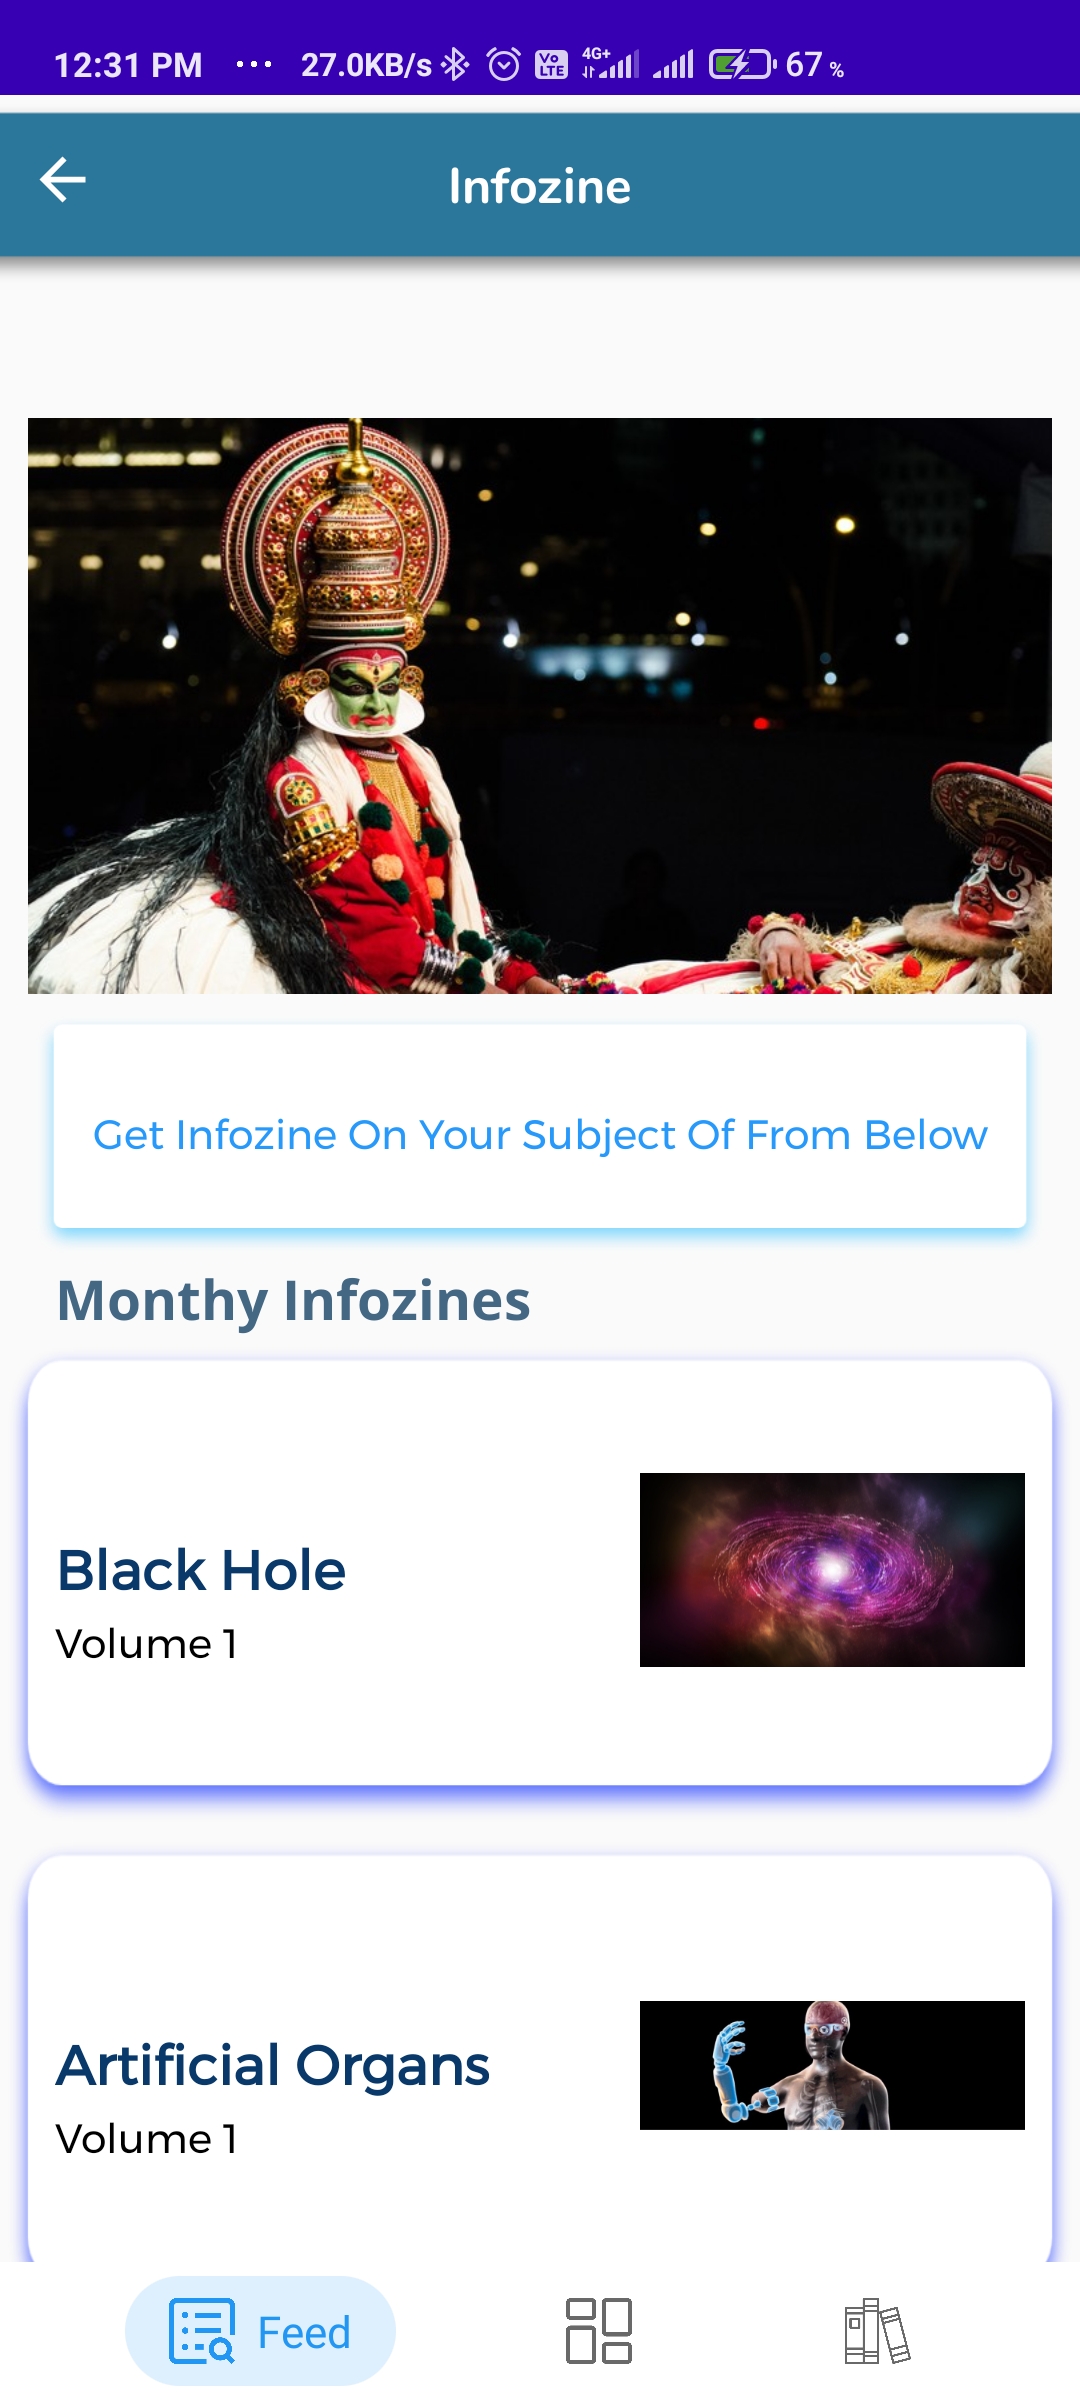 12:31 PM ... 27.0KB/s VoLTE 4G+ 67 %
Infozine
Get Infozine On Your Subject Of From Below
Monthy Infozines
Black Hole
Volume 1
Artificial Organs
Volume 1
Feed